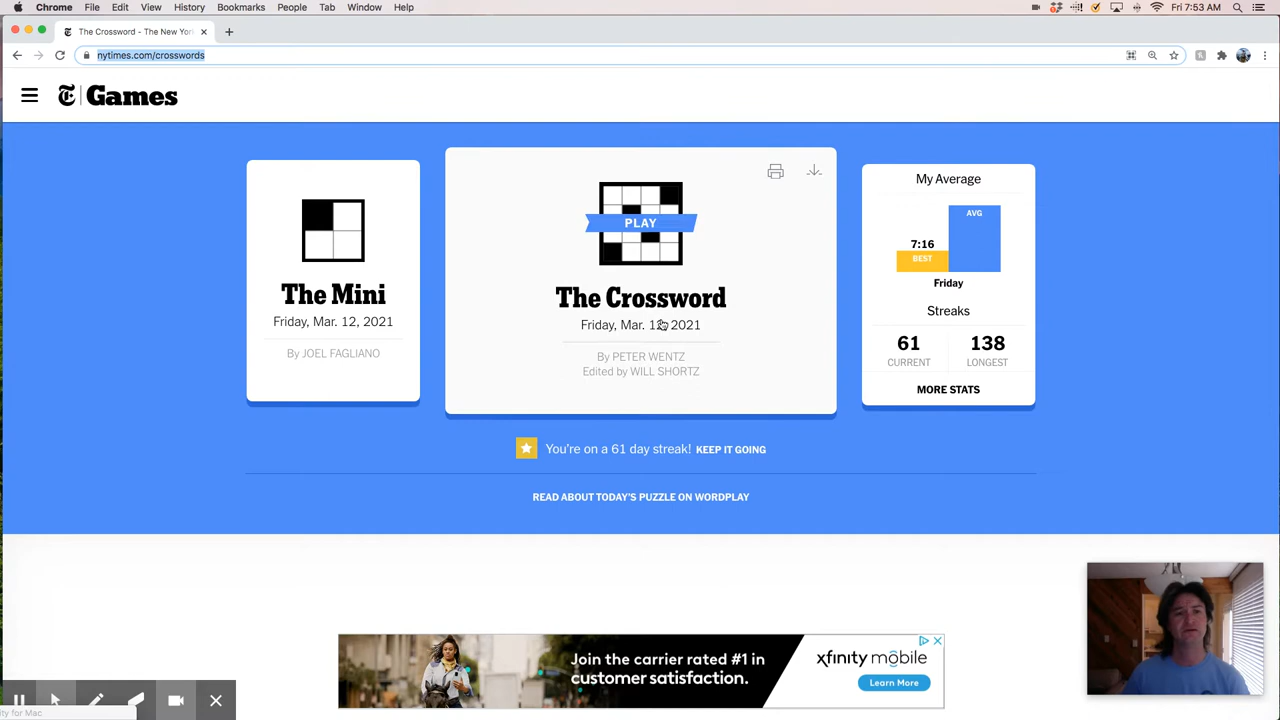 Chrome File Edit View History Bookmarks People Tab Window Help
Fri 7:53 AM
The Crossword - The New Yor
nytimes.com/crosswords
Games
The Mini
Friday, Mar. 12, 2021
By JOEL FAGLIANO
PLAY
The Crossword
Friday, Mar. 12, 2021
By PETER WENTZ
Edited by WILL SHORTZ
My Average
AVG
7:16
BEST
Friday
Streaks
61 138
CURRENT LONGEST
MORE STATS
You're on a 61 day streak! KEEP IT GOING
READ ABOUT TODAY'S PUZZLE ON WORDPLAY
Join the carrier rated #1 in
customer satisfaction.
xfinity mobile
Learn More
ity for Mac